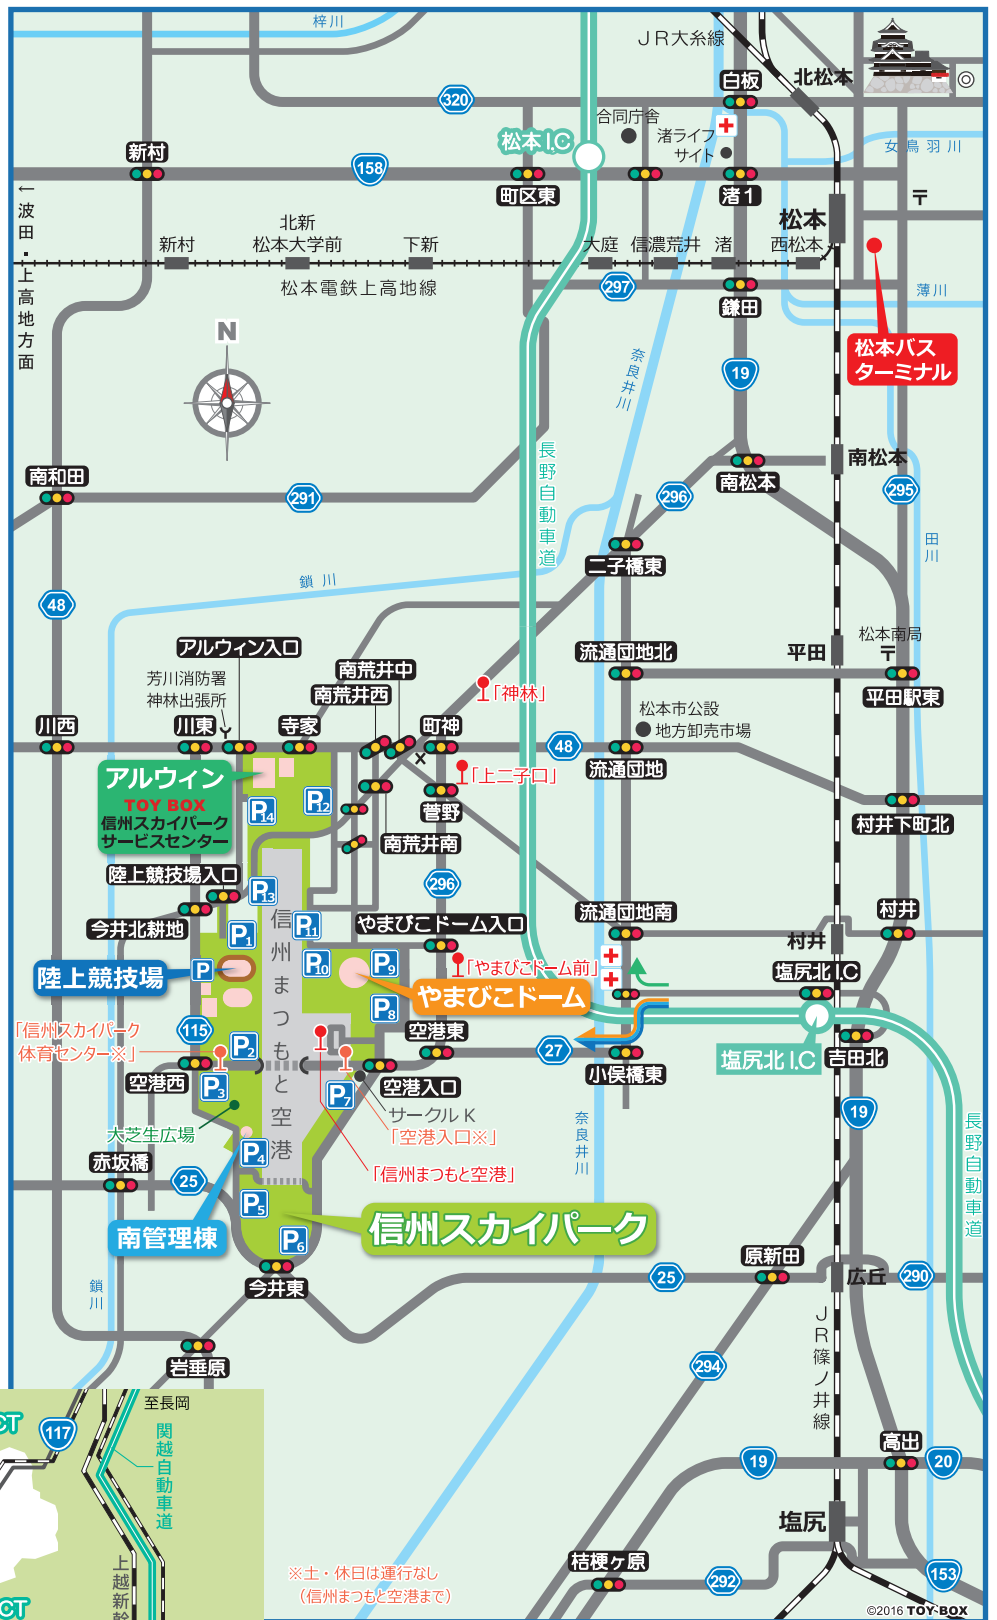 梓川
JR大糸線
320
白板
北松本
合同庁舎
渚ライフ
サイト
松本I.C
女鳥羽川
新村
158
町区東
渚1
〒
←波田・上高地方面
松本
北新
新村
松本大学前
下新
大庭
信濃荒井
渚
西松本
松本電鉄上高地線
297
鎌田
薄川
N
奈良井川
19
松本バス
ターミナル
長野自動車道
南松本
南和田
291
296
南松本
295
田川
二子橋東
鎖川
48
アルウィン入口
南荒井中
流通団地北
平田
松本南局
〒
芳川消防署
神林出張所
南荒井西
「神林」
平田駅東
川西
川東
寺家
町神
松本市公設
地方卸売市場
48
アルウィン
TOY BOX
信州スカイパーク
サービスセンター
「上二子口」
流通団地
P12
P14
菅野
村井下町北
南荒井南
陸上競技場入口
P13
296
今井北耕地
P1
P11
やまびこドーム入口
流通団地南
村井
村井
信州まつもと空港
陸上競技場
P
P10
P9
「やまびこドーム前」
塩尻北I.C
やまびこドーム
P8
「信州スカイパーク
体育センター※」
115
P2
空港東
27
小俣橋東
塩尻北I.C
吉田北
空港西
P3
P7
空港入口
サークルK
「空港入口※」
19
大芝生広場
奈良井川
長野自動車道
赤坂橋
25
P4
「信州まつもと空港」
P5
南管理棟
P6
信州スカイパーク
原新田
今井東
25
広丘
290
鎖川
JR篠ノ井線
岩垂原
294
至長岡
CT
117
関越自動車道
高出
19
20
塩尻
上越新幹
桔梗ヶ原
※土・休日は運行なし
（信州まつもと空港まで）
292
153
CT
©2016 TOY BOX